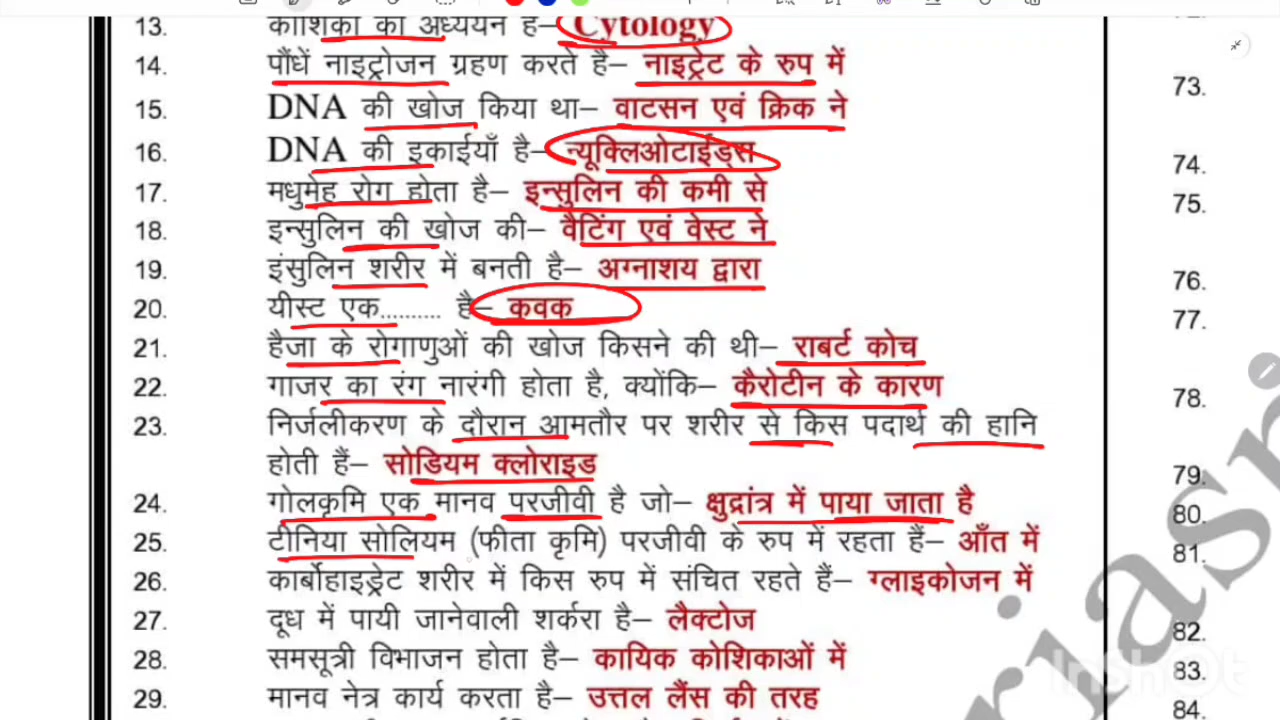 13. कोशिका का अध्ययन है– Cytology
14. पौंधें नाइट्रोजन ग्रहण करते है– नाइट्रेट के रुप में
15. DNA की खोज किया था– वाटसन एवं क्रिक ने
16. DNA की इकाईयाँ है– न्यूक्लिओटाईड्स
17. मधुमेह रोग होता है– इन्सुलिन की कमी से
18. इन्सुलिन की खोज की– वैटिंग एवं वेस्ट ने
19. इंसुलिन शरीर में बनती है– अग्नाशय द्वारा
20. यीस्ट एक.......... है– कवक
21. हैजा के रोगाणुओं की खोज किसने की थी– राबर्ट कोच
22. गाजर का रंग नारंगी होता है, क्योंकि– कैरोटीन के कारण
23. निर्जलीकरण के दौरान आमतौर पर शरीर से किस पदार्थ की हानि
होती हैं– सोडियम क्लोराइड
24. गोलकृमि एक मानव परजीवी है जो– क्षुद्रांत्र में पाया जाता है
25. टीनिया सोलियम (फीता कृमि) परजीवी के रुप में रहता हैं– आँत में
26. कार्बोहाइड्रेट शरीर में किस रुप में संचित रहते हैं– ग्लाइकोजन में
27. दूध में पायी जानेवाली शर्करा है– लैक्टोज
28. समसूत्री विभाजन होता है– कायिक कोशिकाओं में
29. मानव नेत्र कार्य करता है– उत्तल लैंस की तरह
73.
74.
75.
76.
77.
78.
79.
80.
81.
82.
83.
84.
InShOt